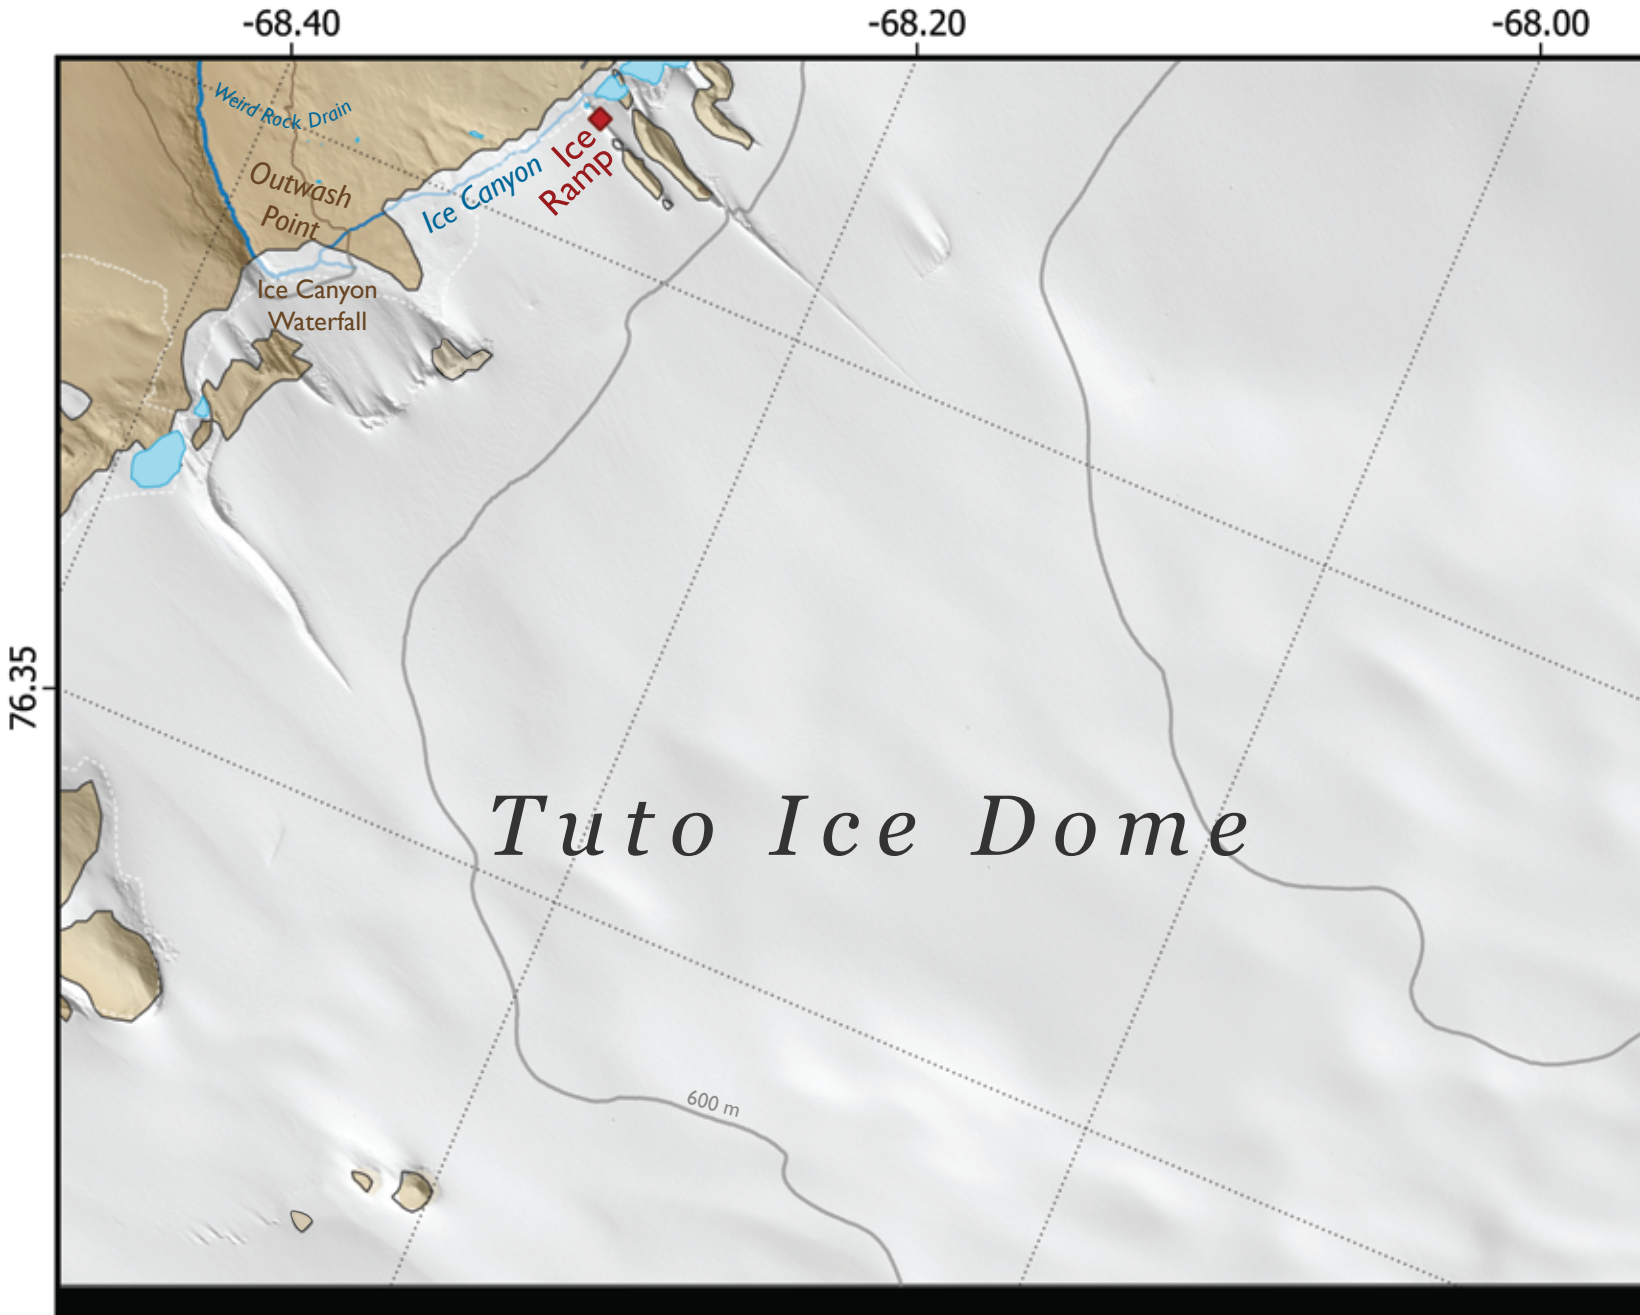 -68.40
-68.20
-68.00
Weird Rock Drain
Outwash
Point
Ice Canyon
Ice
Ramp
Ice Canyon
Waterfall
76.35
Tuto Ice Dome
600 m